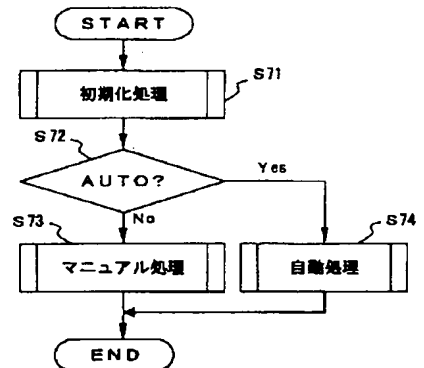 START
S71
初期化処理
S72
AUTO?
Yes
No
S73
S74
マニュアル処理
自動処理
END